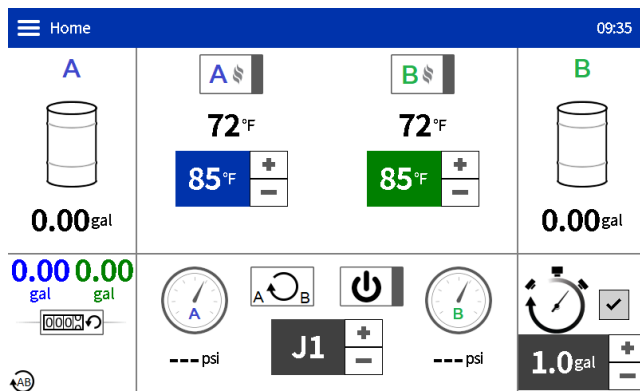 Home 09:35
A A B B
72°F 72°F
85°F + 85°F +
− −
0.00gal 0.00gal
0.00 0.00
gal gal
A B
A B
J1 +
−
---psi ---psi
1.0gal +
−
AB